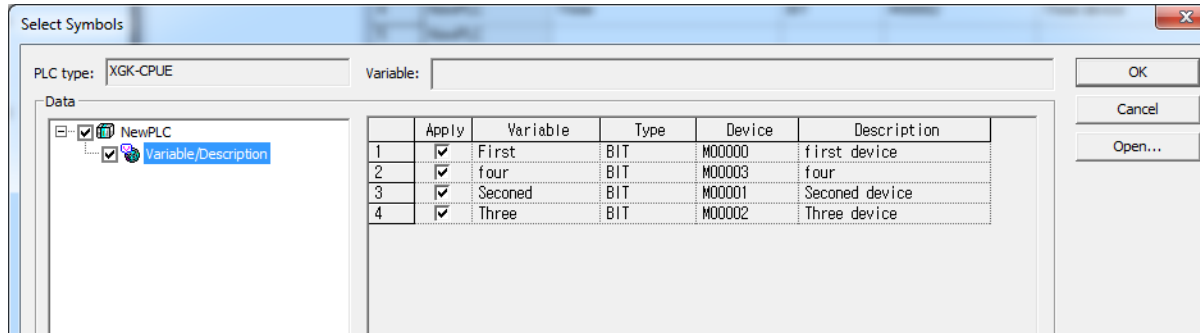 Select Symbols
PLC type: XGK-CPUE Variable: OK
Data Cancel
NewPLC Open...
Variable/Description
Apply Variable Type Device Description
1 First BIT M00000 first device
2 four BIT M00003 four
3 Seconed BIT M00001 Seconed device
4 Three BIT M00002 Three device